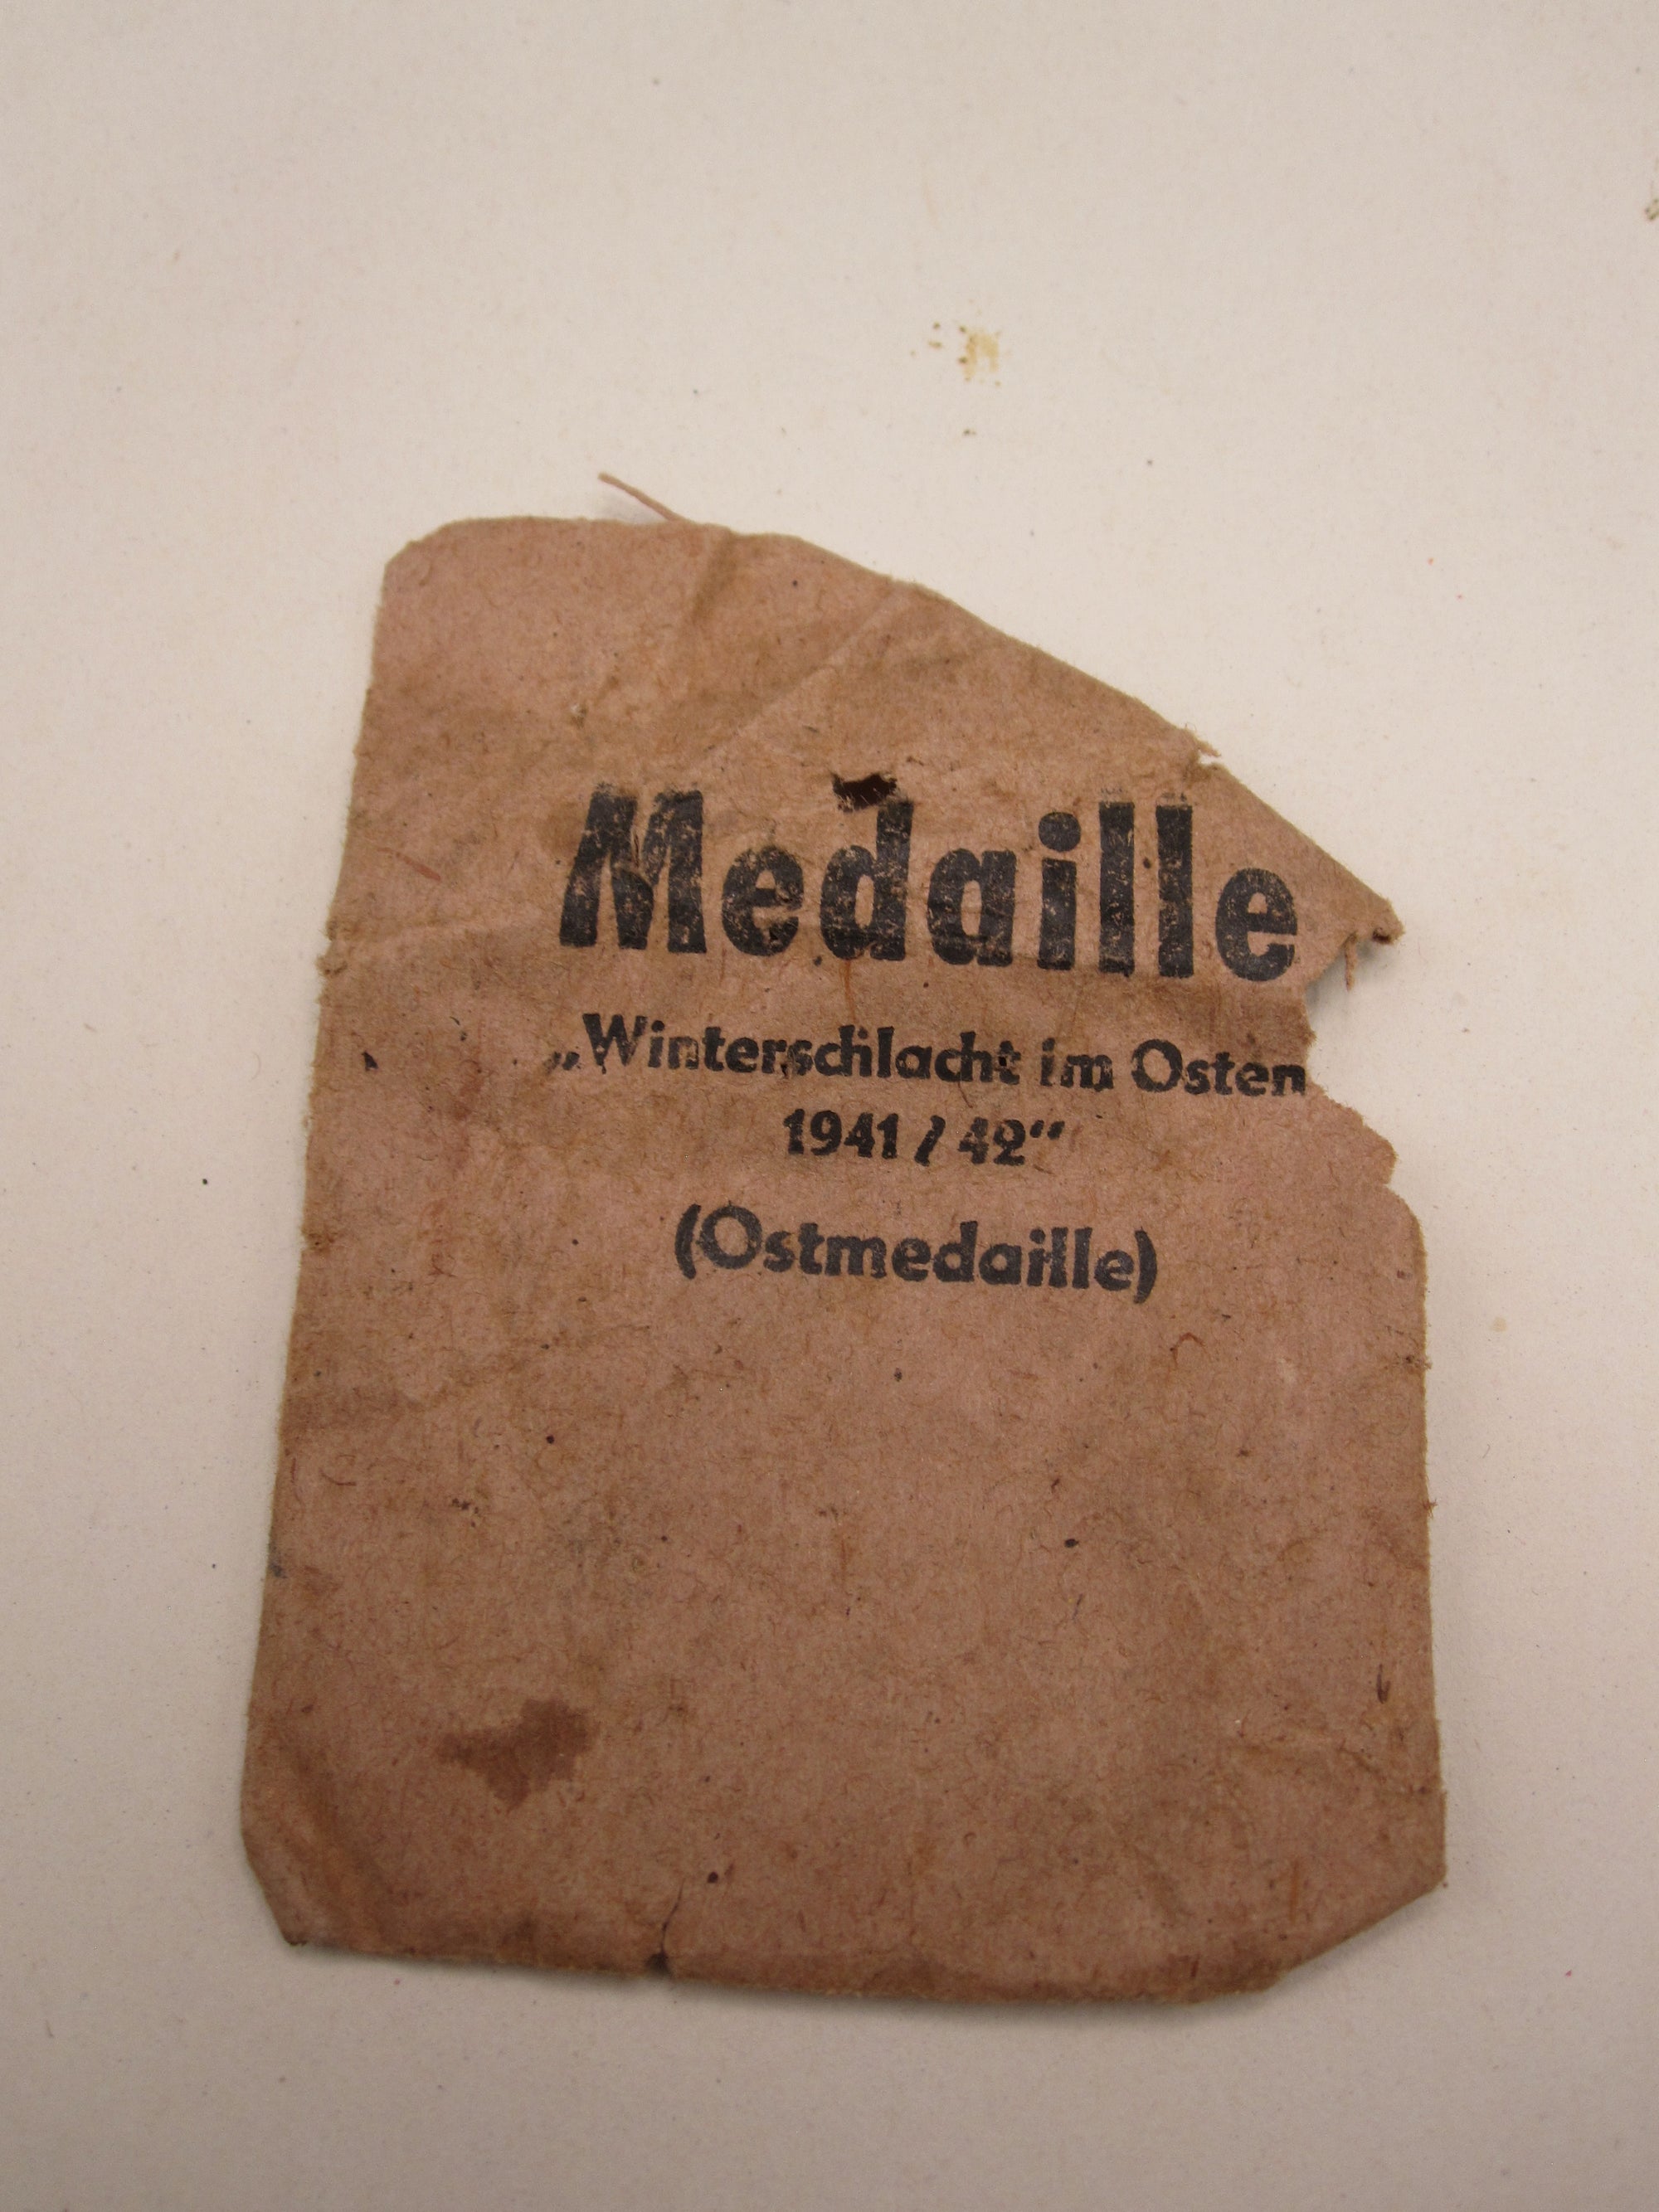 Medaille
„Winterschlacht im Osten
1941 / 42“
(Ostmedaille)